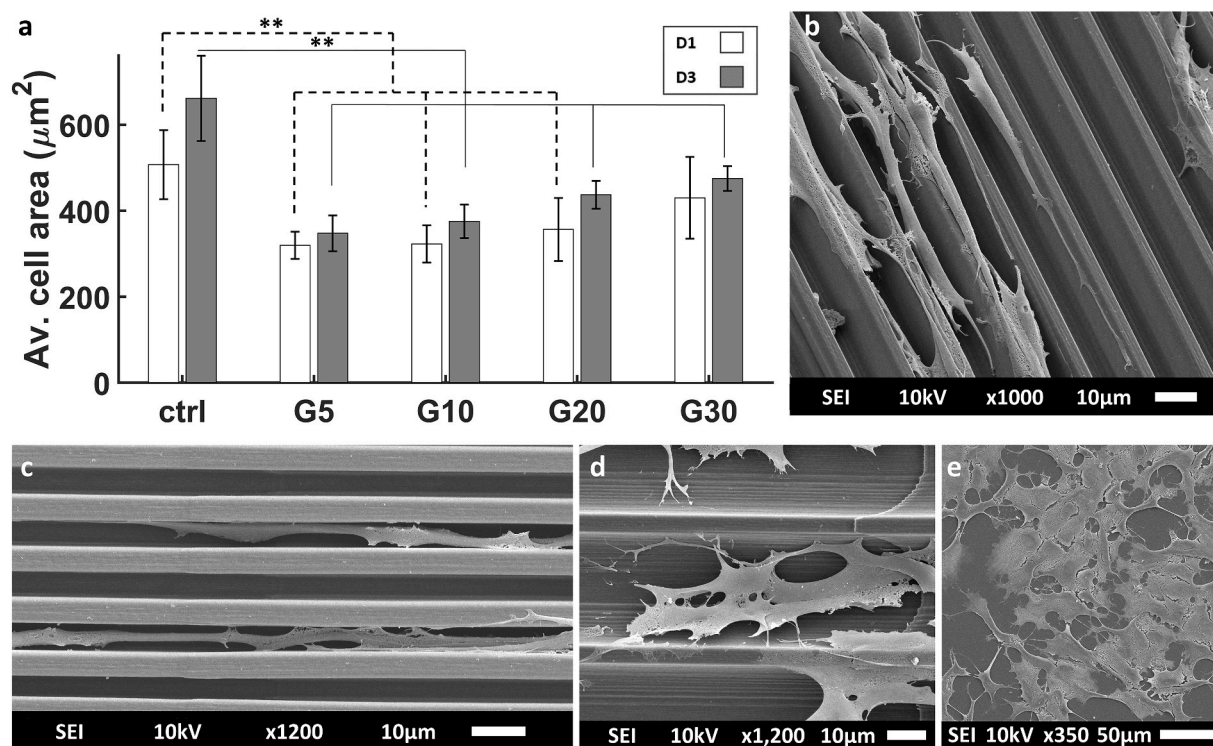 a
**
**
D1
D3
Av. cell area (μm²)
600
400
200
0
ctrl G5 G10 G20 G30
b
SEI 10kV x1000 10μm
c
SEI 10kV x1200 10μm
d
SEI 10kV x1,200 10μm
e
SEI 10kV x350 50μm